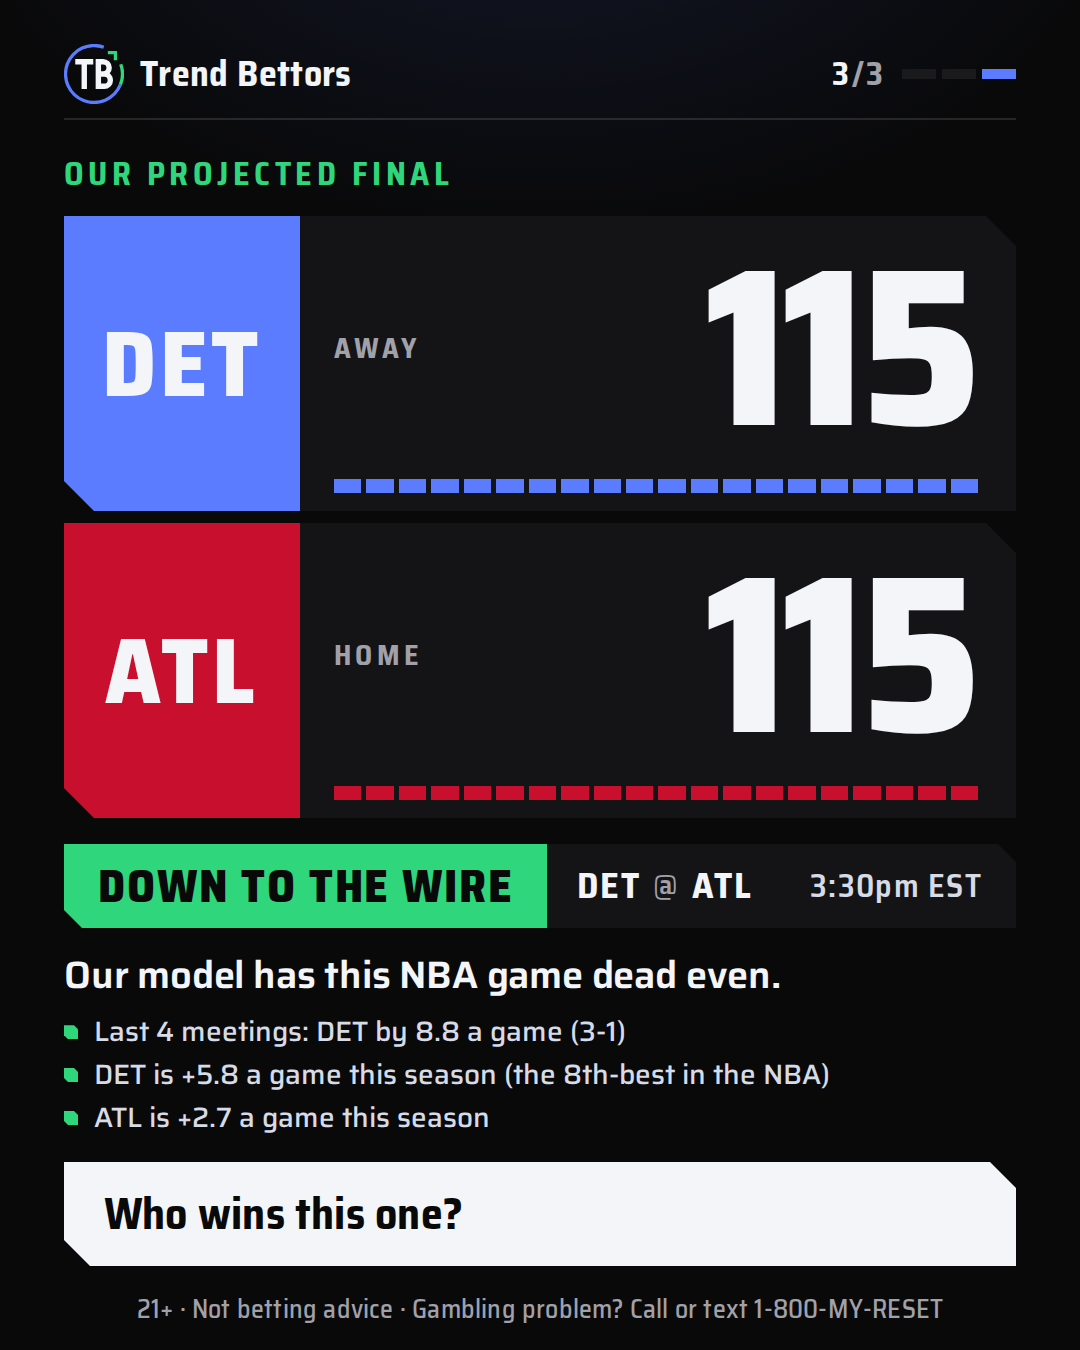 TB Trend Bettors 3/3
OUR PROJECTED FINAL
DET AWAY 115
ATL HOME 115
DOWN TO THE WIRE DET @ ATL 3:30pm EST
Our model has this NBA game dead even.
Last 4 meetings: DET by 8.8 a game (3-1)
DET is +5.8 a game this season (the 8th-best in the NBA)
ATL is +2.7 a game this season
Who wins this one?
21+ · Not betting advice · Gambling problem? Call or text 1-800-MY-RESET